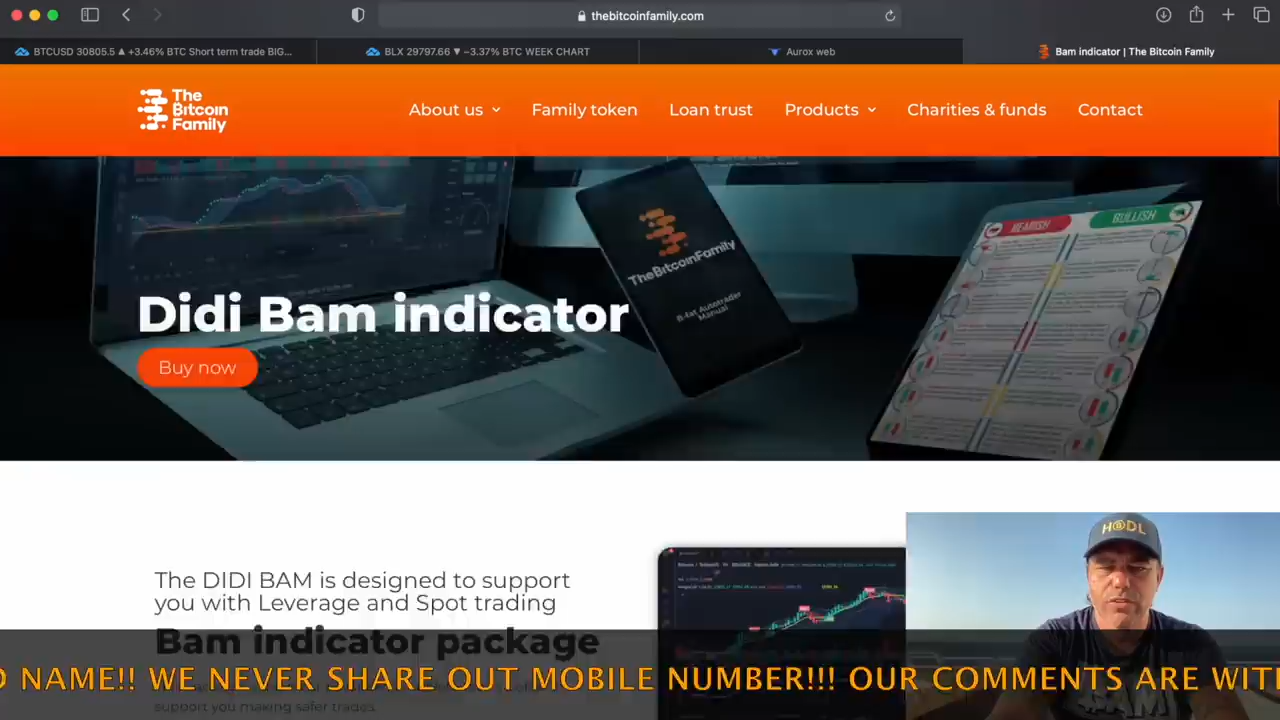 thebitcoinfamily.com
BTCUSD 30805.5 ▲ +3.46% BTC Short term trade BIG...
BLX 29797.66 ▼ −3.37% BTC WEEK CHART
Aurox web
Bam indicator | The Bitcoin Family
The
Bitcoin
Family
About us
Family token
Loan trust
Products
Charities & funds
Contact
BULLISH
TheBitcoinFamily
Manual
Didi Bam indicator
Buy now
HODL
The DIDI BAM is designed to support
you with Leverage and Spot trading
Bam indicator package
NAME!! WE NEVER SHARE OUT MOBILE NUMBER!!! OUR COMMENTS ARE WIT
support you making safer trades.